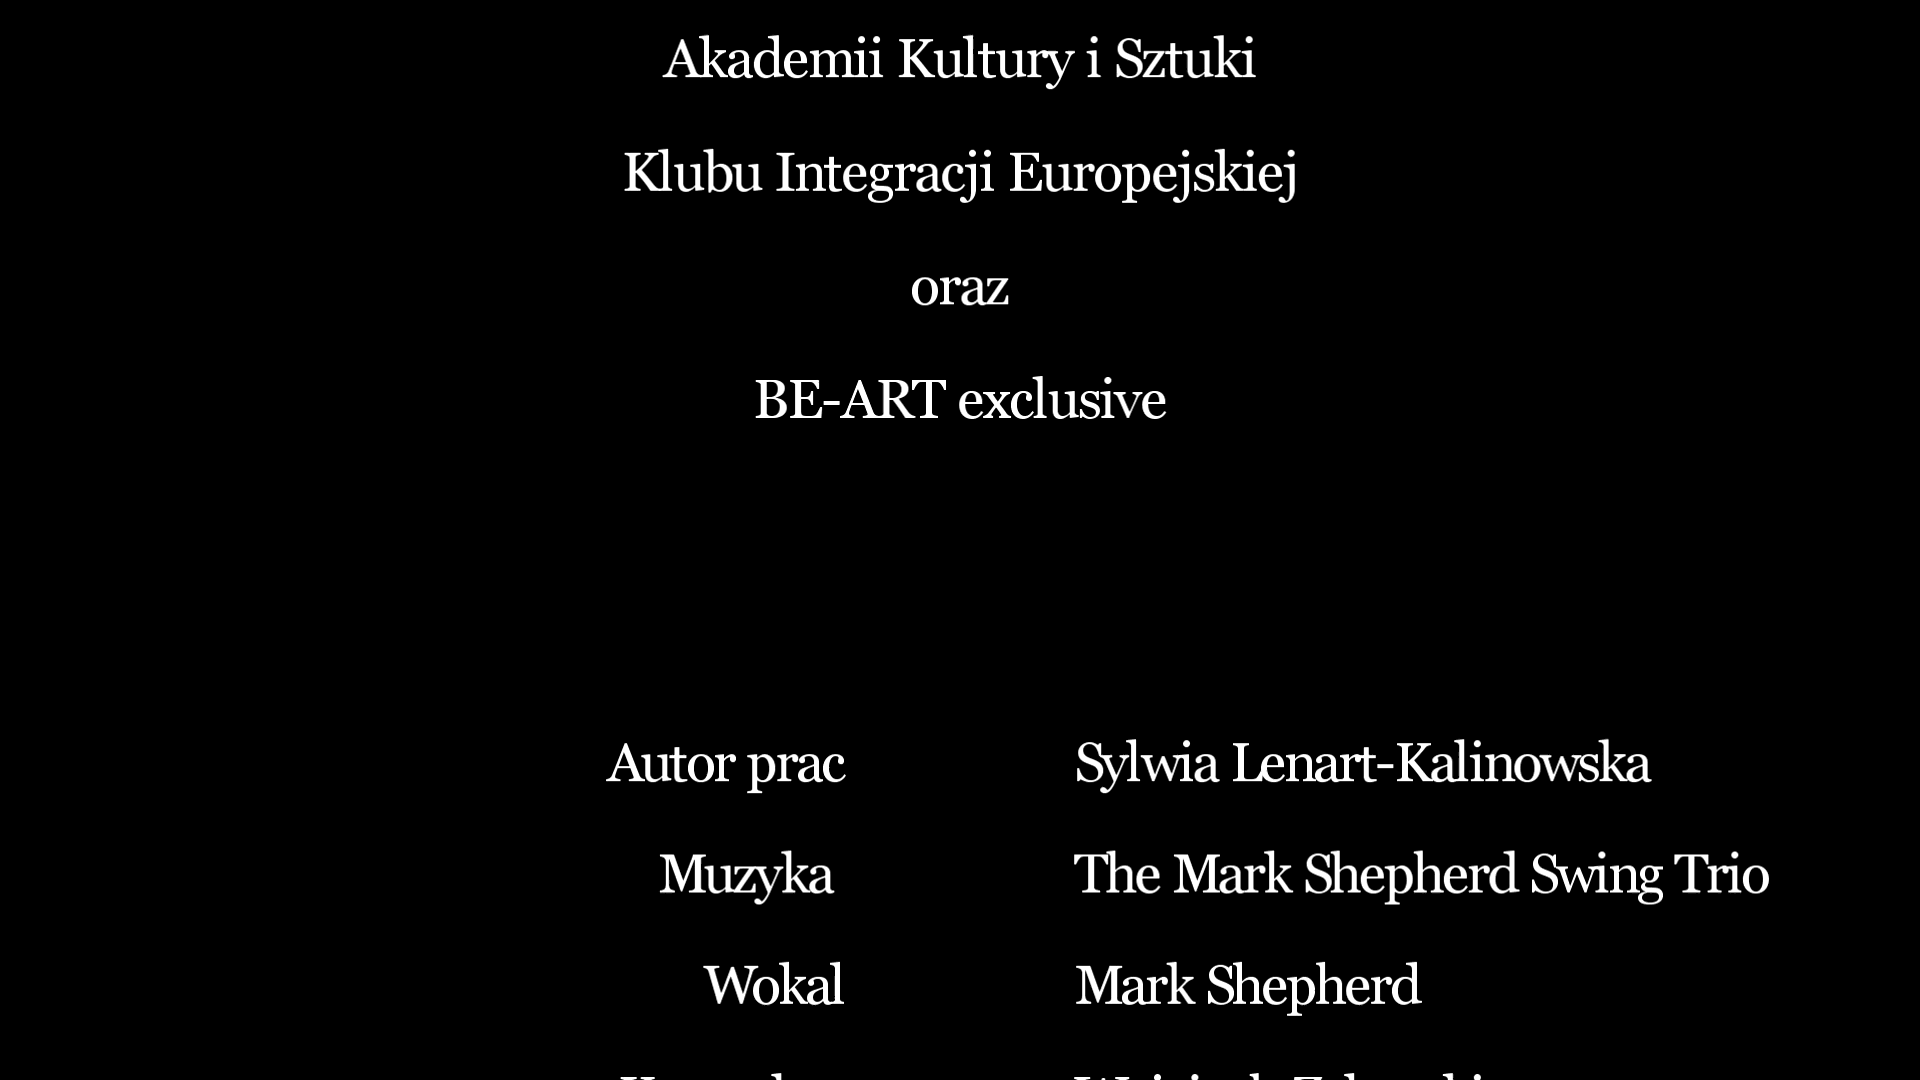 Akademii Kultury i Sztuki
Klubu Integracji Europejskiej
oraz
BE-ART exclusive
Autor prac Sylwia Lenart-Kalinowska
Muzyka The Mark Shepherd Swing Trio
Wokal Mark Shepherd